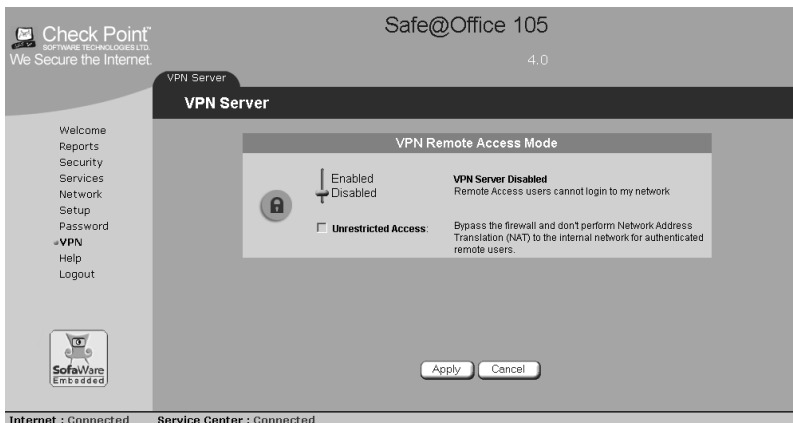 Check Point™
SOFTWARE TECHNOLOGIES LTD.
We Secure the Internet.
Safe@Office 105
4.0
VPN Server
VPN Server
Welcome
Reports
Security
Services
Network
Setup
Password
VPN
Help
Logout
VPN Remote Access Mode
Enabled
Disabled
VPN Server Disabled
Remote Access users cannot login to my network
Unrestricted Access:
Bypass the firewall and don't perform Network Address
Translation (NAT) to the internal network for authenticated
remote users.
SofaWare
Embedded
Apply
Cancel
Internet : Connected
Service Center : Connected